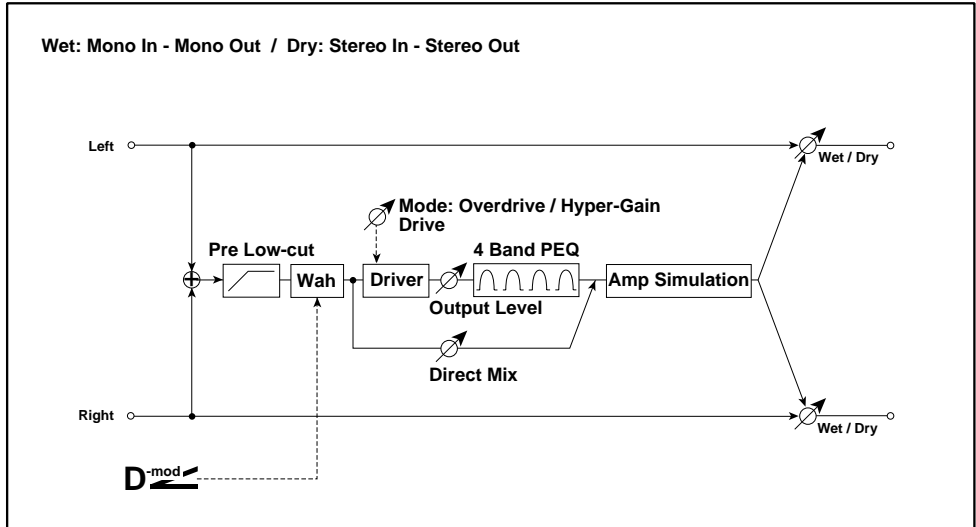 Wet: Mono In - Mono Out / Dry: Stereo In - Stereo Out
Left
Wet / Dry
Mode: Overdrive / Hyper-Gain
Drive
Pre Low-cut
4 Band PEQ
Wah
Driver
Amp Simulation
Output Level
Direct Mix
Right
Wet / Dry
D-mod